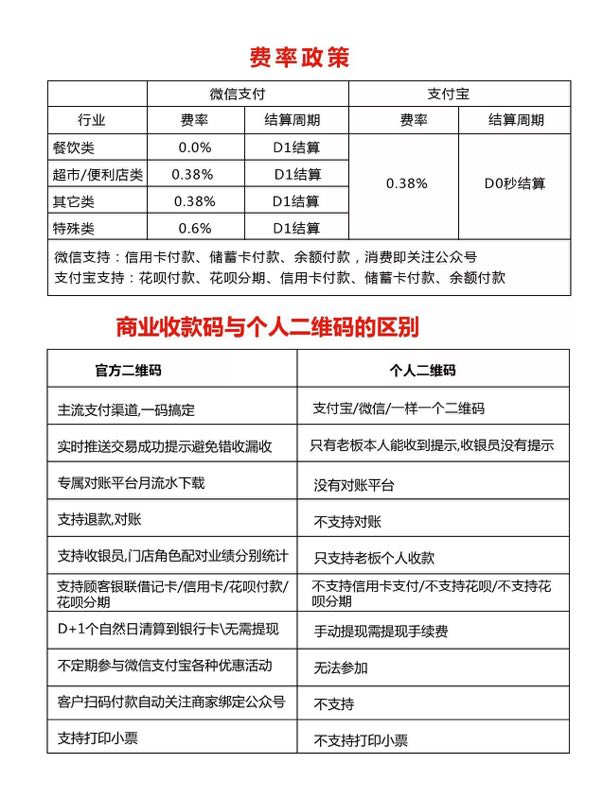 费率政策
微信支付 支付宝
行业 费率 结算周期 费率 结算周期
餐饮类 0.0% D1结算
超市/便利店类 0.38% D1结算
0.38% D0秒结算
其它类 0.38% D1结算
特殊类 0.6% D1结算
微信支持：信用卡付款、储蓄卡付款、余额付款，消费即关注公众号
支付宝支持：花呗付款、花呗分期、信用卡付款、储蓄卡付款、余额付款
商业收款码与个人二维码的区别
官方二维码 个人二维码
主流支付渠道,一码搞定 支付宝/微信/一样一个二维码
实时推送交易成功提示避免错收漏收 只有老板本人能收到提示,收银员没有提示
专属对账平台月流水下载 没有对账平台
支持退款,对账 不支持对账
支持收银员,门店角色配对业绩分别统计 只支持老板个人收款
支持顾客银联借记卡/信用卡/花呗付款/
花呗分期
不支持信用卡支付/不支持花呗/不支持花
呗分期
D+1个自然日清算到银行卡\无需提现 手动提现需提现手续费
不定期参与微信支付宝各种优惠活动 无法参加
客户扫码付款自动关注商家绑定公众号 不支持
支持打印小票 不支持打印小票